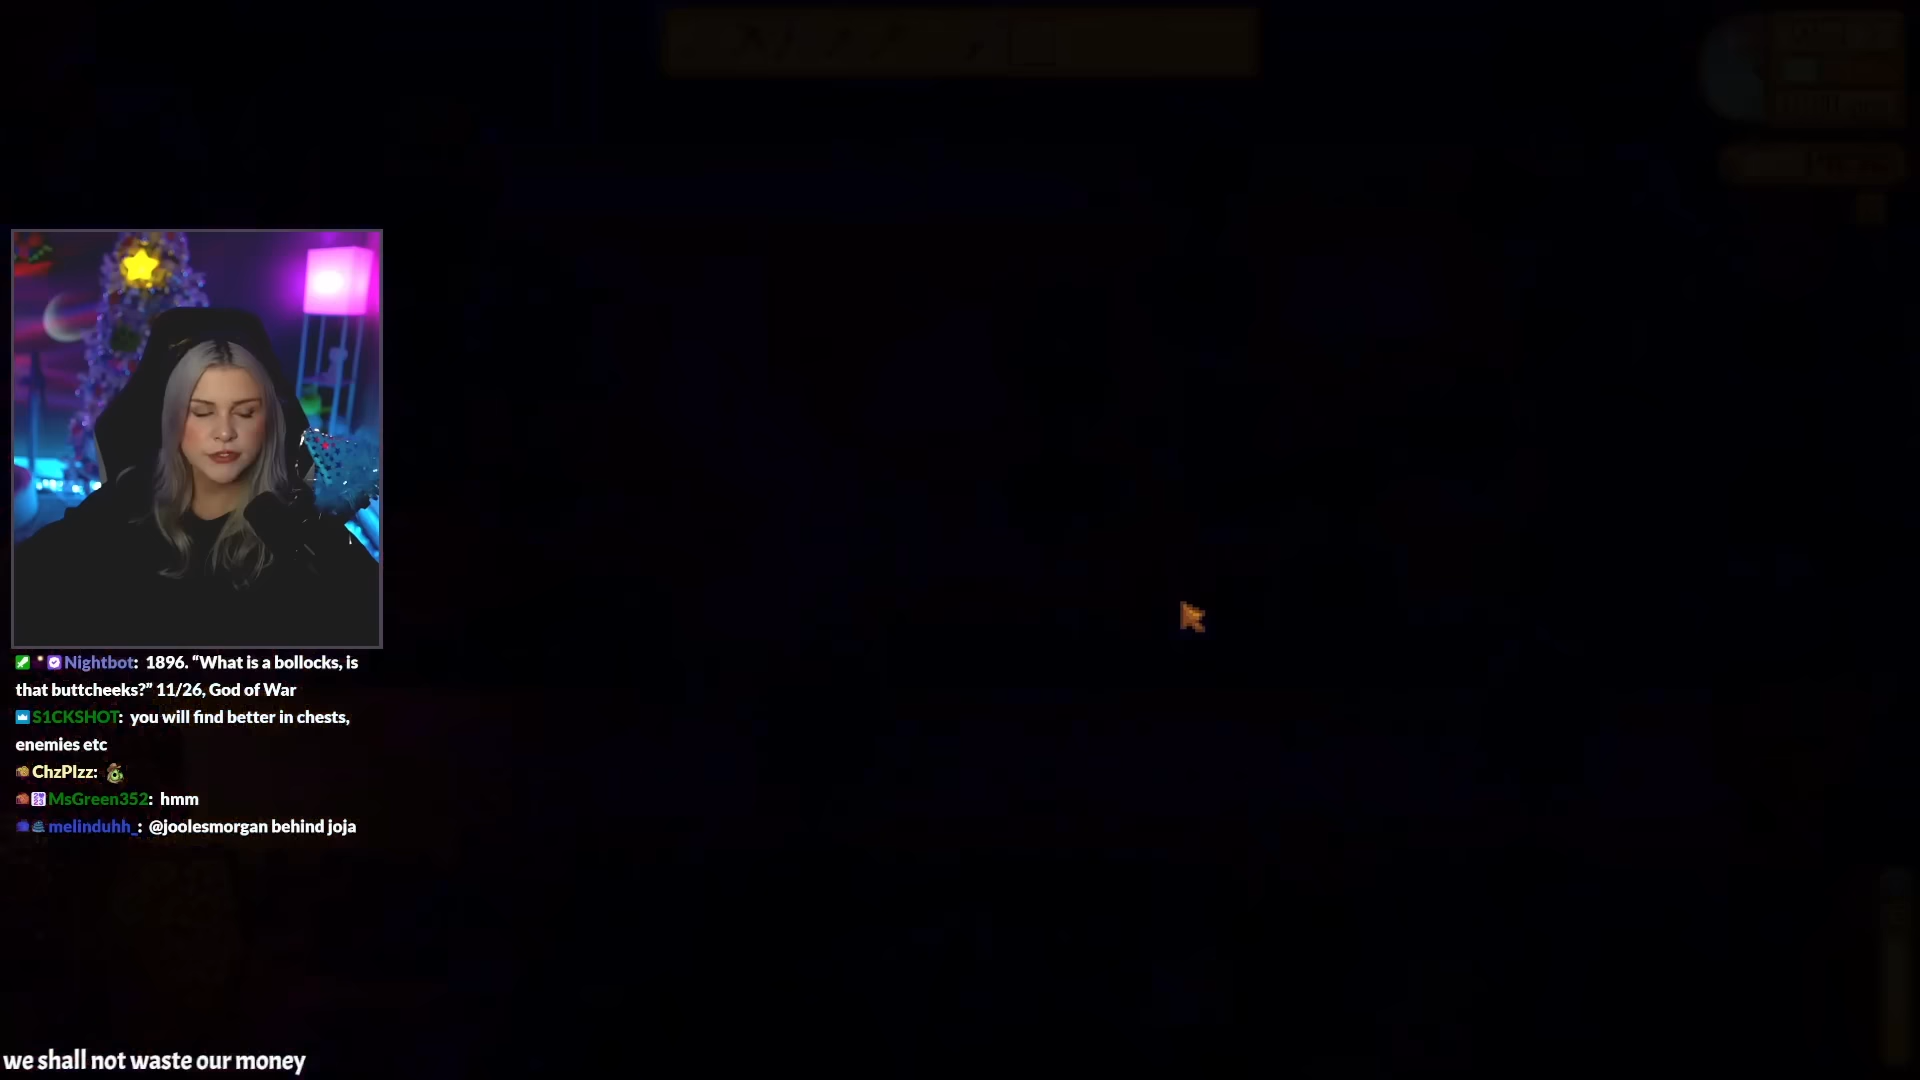 Nightbot: 1896. “What is a bollocks, is
that buttcheeks?” 11/26, God of War
S1CKSHOT: you will find better in chests,
enemies etc
ChzPlzz:
MsGreen352: hmm
melinduhh_: @joolesmorgan behind joja
we shall not waste our money